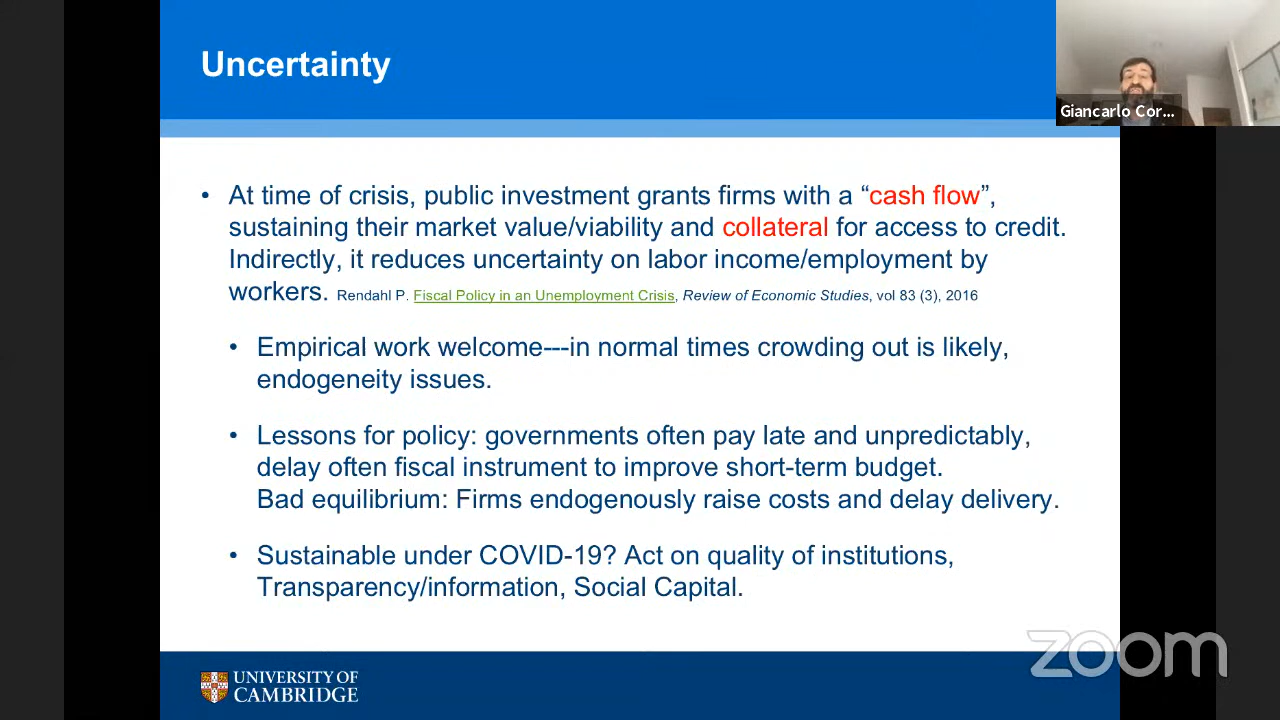 Uncertainty
Giancarlo Cor...
• At time of crisis, public investment grants firms with a “cash flow”,
sustaining their market value/viability and collateral for access to credit.
Indirectly, it reduces uncertainty on labor income/employment by
workers. Rendahl P. Fiscal Policy in an Unemployment Crisis, Review of Economic Studies, vol 83 (3), 2016
• Empirical work welcome---in normal times crowding out is likely,
endogeneity issues.
• Lessons for policy: governments often pay late and unpredictably,
delay often fiscal instrument to improve short-term budget.
Bad equilibrium: Firms endogenously raise costs and delay delivery.
• Sustainable under COVID-19? Act on quality of institutions,
Transparency/information, Social Capital.
zoom
UNIVERSITY OF
CAMBRIDGE